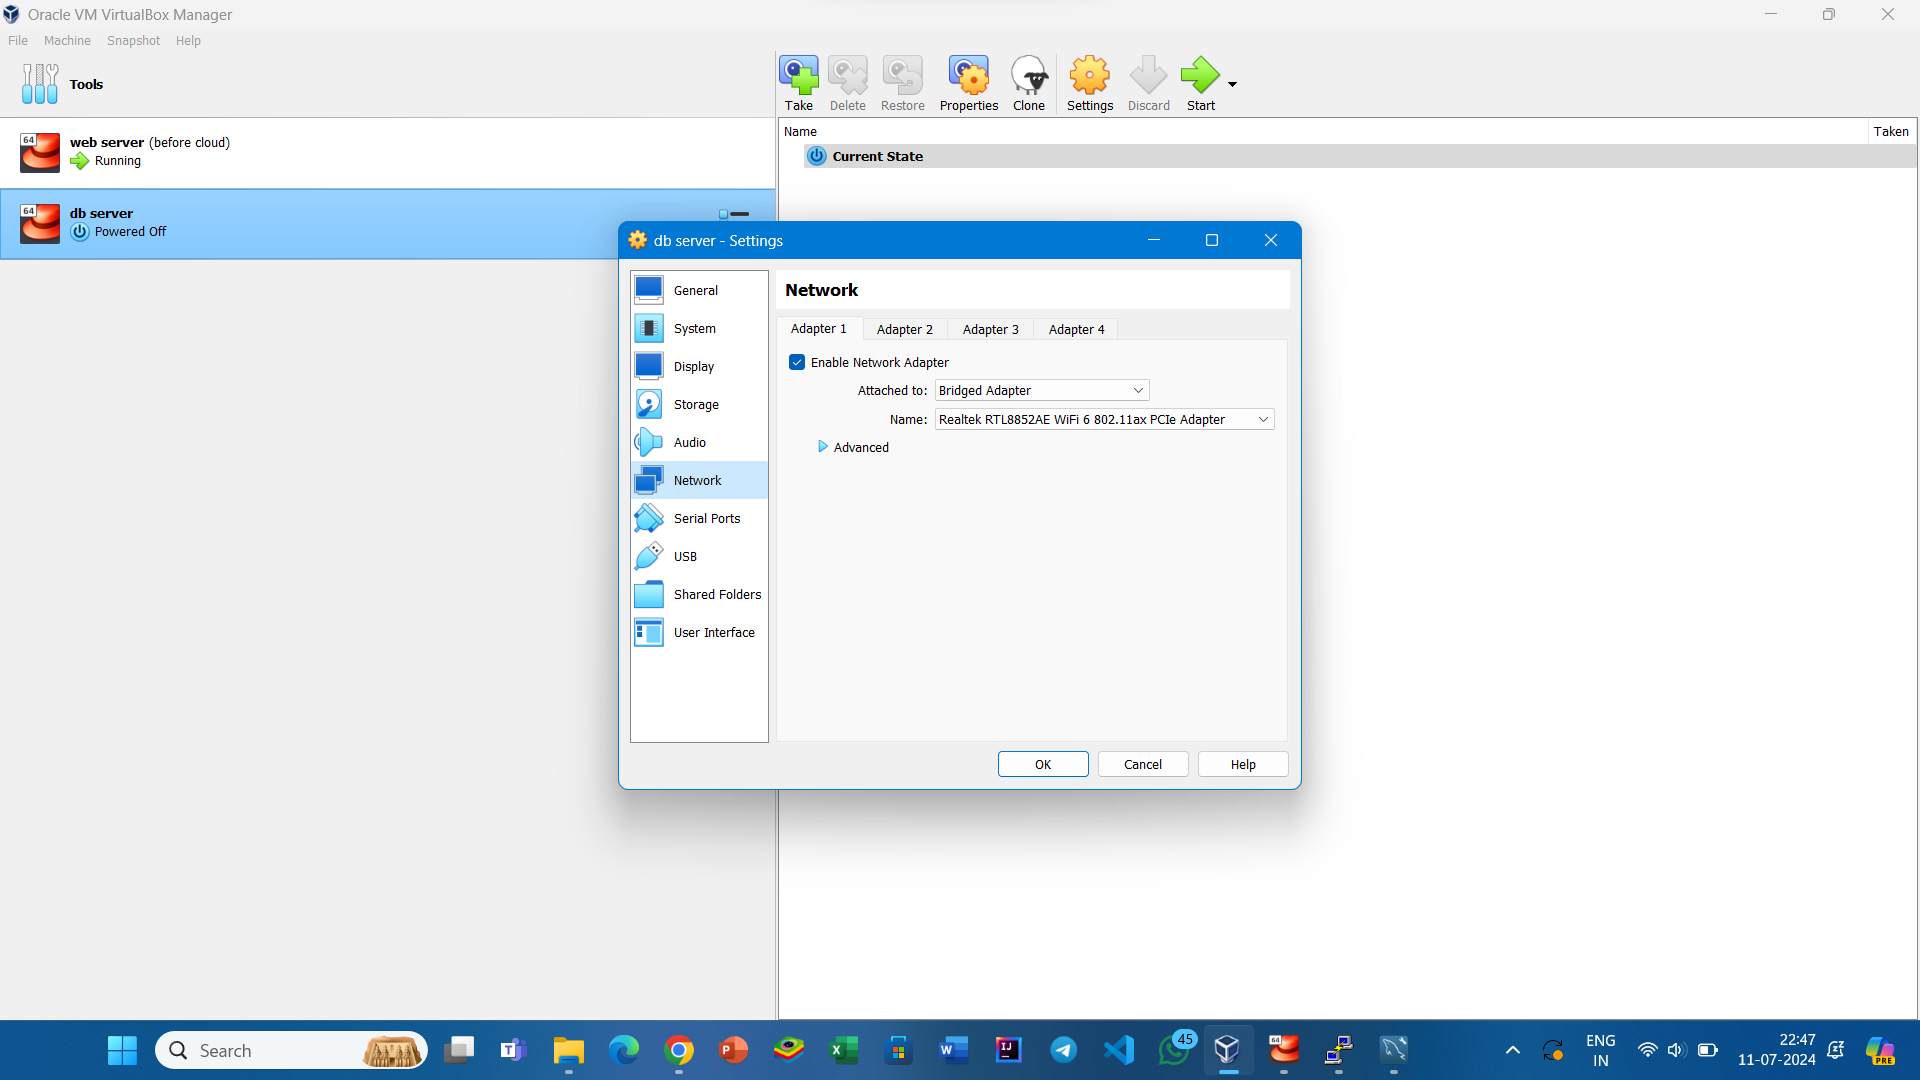 Oracle VM VirtualBox Manager
File Machine Snapshot Help
Tools
Take Delete Restore Properties Clone Settings Discard Start
64 web server (before cloud)
Running
64 db server
Powered Off
Name Taken
Current State
db server - Settings
General
System
Display
Storage
Audio
Network
Serial Ports
USB
Shared Folders
User Interface
Network
Adapter 1 Adapter 2 Adapter 3 Adapter 4
Enable Network Adapter
Attached to: Bridged Adapter
Name: Realtek RTL8852AE WiFi 6 802.11ax PCIe Adapter
Advanced
OK Cancel Help
Search
45
ENG
IN
22:47
11-07-2024
PRE